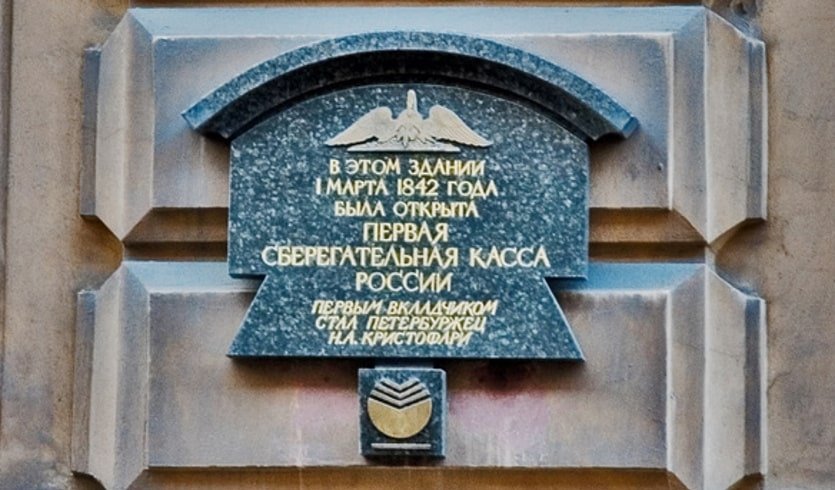 В ЭТОМ ЗДАНИИ
1 МАРТА 1842 ГОДА
БЫЛА ОТКРЫТА
ПЕРВАЯ
СБЕРЕГАТЕЛЬНАЯ КАССА
РОССИИ
ПЕРВЫМ ВКЛАДЧИКОМ
СТАЛ ПЕТЕРБУРЖЕЦ
Н.А. КРИСТОФАРИ